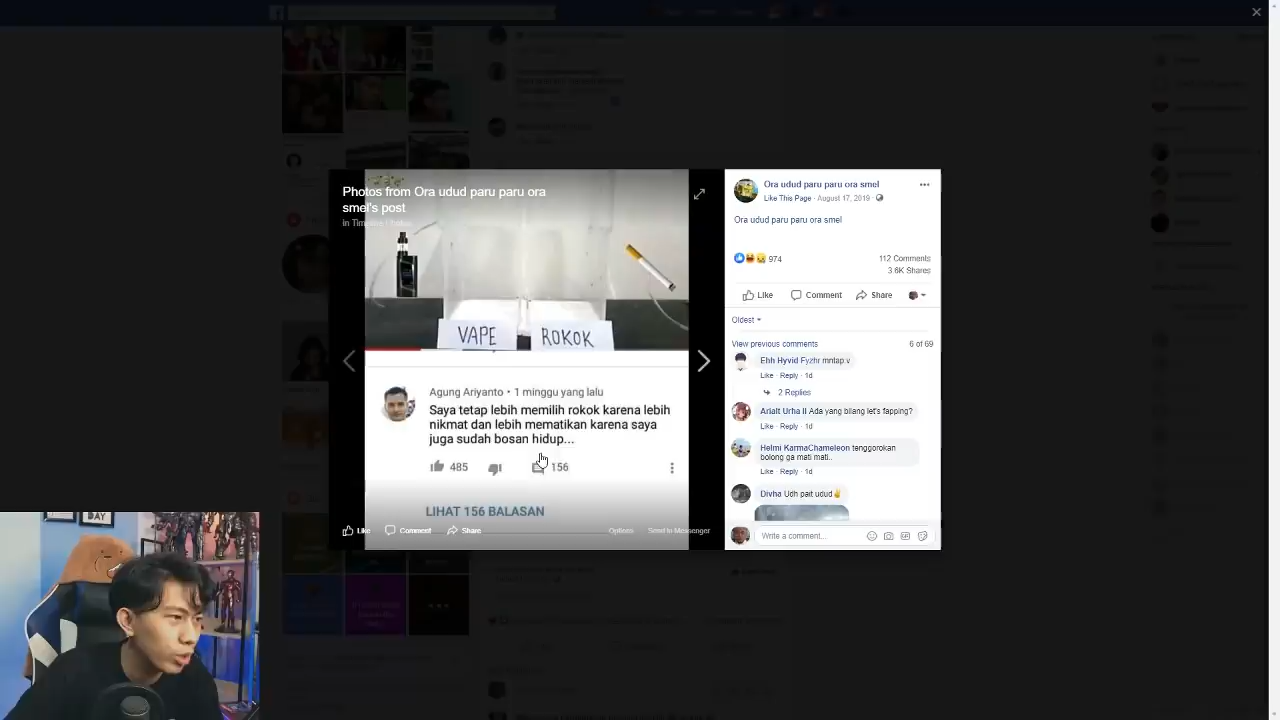 Photos from Ora udud paru paru ora
smel's post
VAPE
ROKOK
Agung Ariyanto • 1 minggu yang lalu
Saya tetap lebih memilih rokok karena lebih
nikmat dan lebih mematikan karena saya
juga sudah bosan hidup...
485
156
LIHAT 156 BALASAN
Like
Comment
Share
Options
Send to Messenger
Ora udud paru paru ora smel
Like This Page · August 17, 2019 ·
Ora udud paru paru ora smel
974
112 Comments
3.6K Shares
Like
Comment
Share
Oldest
View previous comments
6 of 69
Ehh Hyvid Fyzhr mntap.v
Like · Reply · 1d
2 Replies
Arialt Urha II Ada yang bilang let's fapping?
Like · Reply · 1d
Helmi KarmaChameleon tenggorokan
bolong ga mati mati..
Like · Reply · 1d
Divha Udh pait udud✌
Write a comment...
DAY